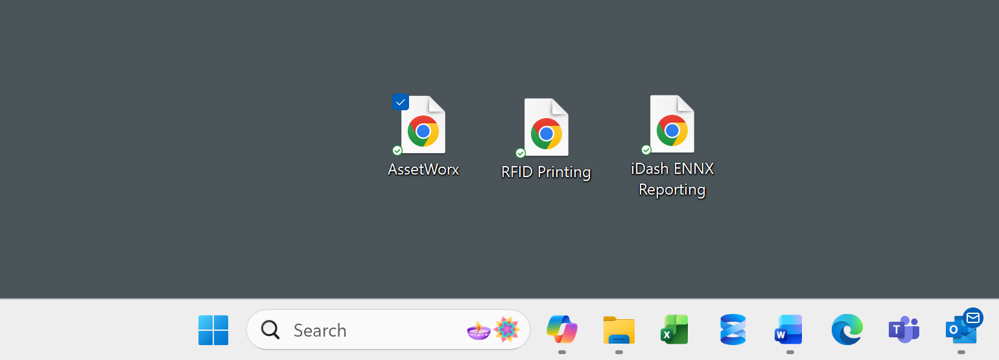 AssetWorx
RFID Printing
iDash ENNX
Reporting
Search
X
W
T
O